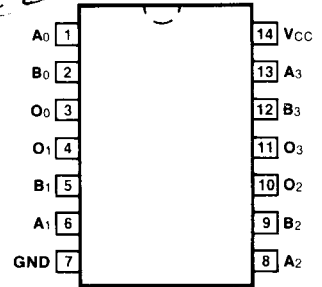 A0 1 14 VCC
B0 2 13 A3
O0 3 12 B3
O1 4 11 O3
B1 5 10 O2
A1 6 9 B2
GND 7 8 A2